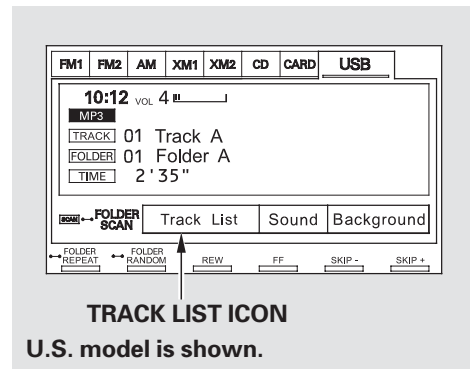 FM1 FM2 AM XM1 XM2 CD CARD USB
10:12 VOL 4
MP3
TRACK 01 Track A
FOLDER 01 Folder A
TIME 2'35"
SCAN FOLDER SCAN Track List Sound Background
FOLDER REPEAT FOLDER RANDOM REW FF SKIP - SKIP +
TRACK LIST ICON
U.S. model is shown.